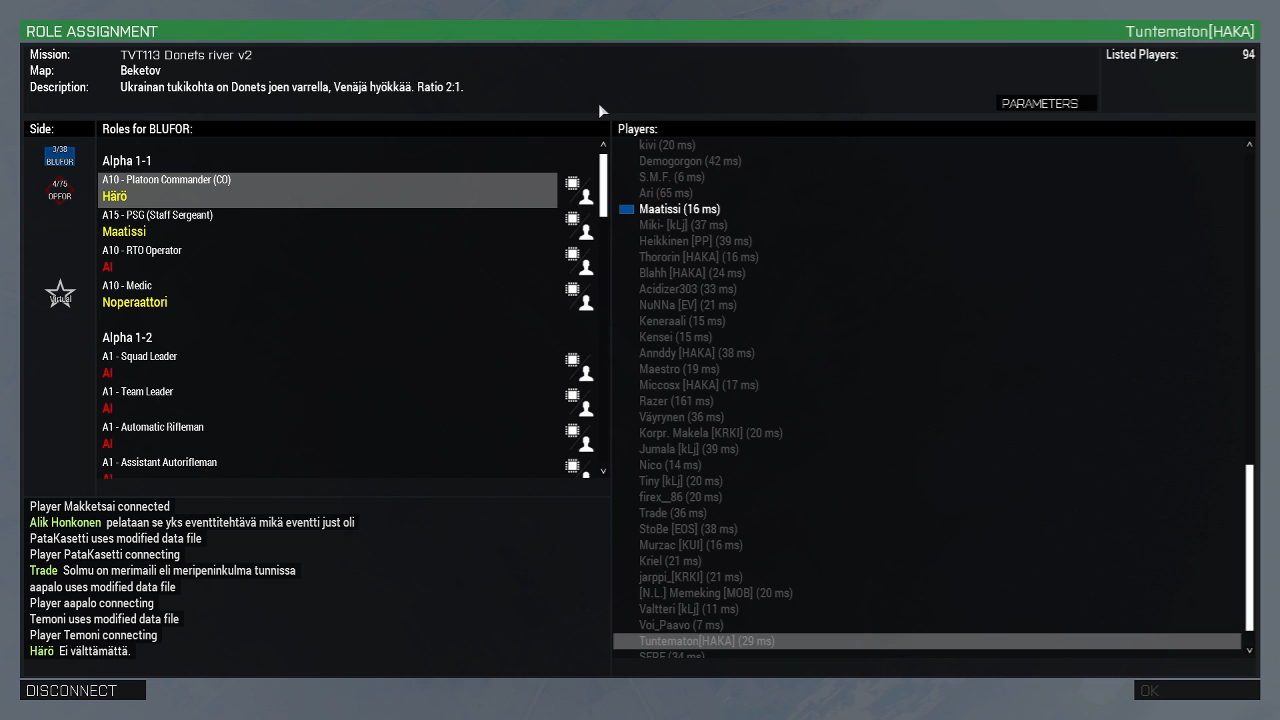 ROLE ASSIGNMENT
Tuntematon[HAKA]
Mission: TVT113 Donets river v2
Map: Beketov
Description: Ukrainan tukikohta on Donets joen varrella, Venäjä hyökkää. Ratio 2:1.
Listed Players: 94
PARAMETERS
Side:
3/38
BLUFOR
4/75
OPFOR
Virtual
Roles for BLUFOR:
Alpha 1-1
A10 - Platoon Commander (CO)
Härö
A15 - PSG (Staff Sergeant)
Maatissi
A10 - RTO Operator
AI
A10 - Medic
Noperaattori
Alpha 1-2
A1 - Squad Leader
AI
A1 - Team Leader
AI
A1 - Automatic Rifleman
AI
A1 - Assistant Autorifleman
AI
Players:
kivi (20 ms)
Demogorgon (42 ms)
S.M.F. (6 ms)
Ari (65 ms)
Maatissi (16 ms)
Miki- [kLj] (37 ms)
Heikkinen [PP] (39 ms)
Thororin [HAKA] (16 ms)
Blahh [HAKA] (24 ms)
Acidizer303 (33 ms)
NuNNa [EV] (21 ms)
Keneraali (15 ms)
Kensei (15 ms)
Annddy [HAKA] (38 ms)
Maestro (19 ms)
Miccosx [HAKA] (17 ms)
Razer (161 ms)
Väyrynen (36 ms)
Korpr. Makela [KRKI] (20 ms)
Jumala [kLj] (39 ms)
Nico (14 ms)
Tiny [kLj] (20 ms)
firex__86 (20 ms)
Trade (36 ms)
StoBe [EOS] (38 ms)
Murzac [KUI] (16 ms)
Kriel (21 ms)
jarppi_[KRKI] (21 ms)
[N.L.] Memeking [MOB] (20 ms)
Valtteri [kLj] (11 ms)
Voi_Paavo (7 ms)
Tuntematon[HAKA] (29 ms)
Player Makketsai connected
Alik Honkonen pelataan se yks eventtitehtävä mikä eventti just oli
PataKasetti uses modified data file
Player PataKasetti connecting
Trade Solmu on merimaili eli meripeninkulma tunnissa
aapalo uses modified data file
Player aapalo connecting
Temoni uses modified data file
Player Temoni connecting
Härö Ei välttämättä.
DISCONNECT
OK